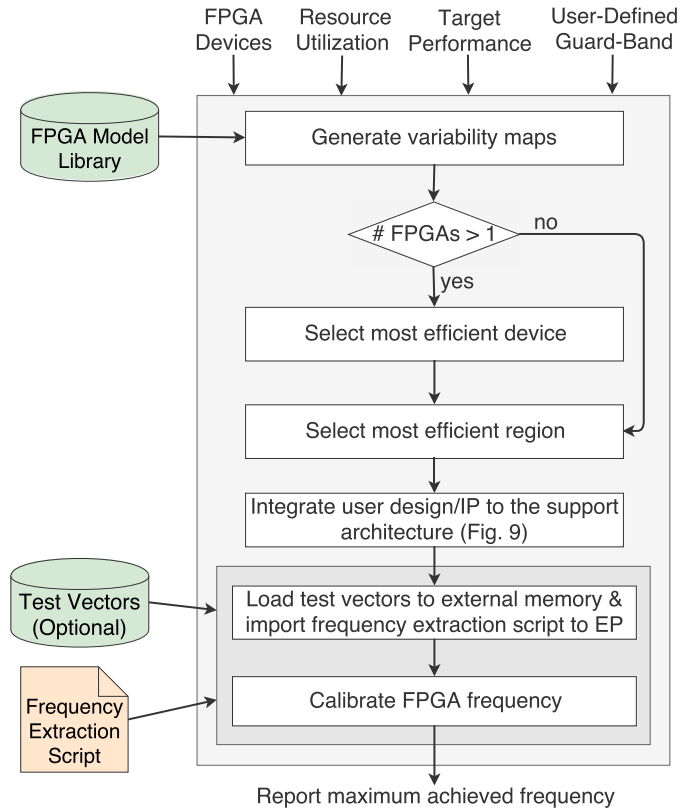 FPGA
Devices
Resource
Utilization
Target
Performance
User-Defined
Guard-Band
FPGA Model
Library
Generate variability maps
# FPGAs > 1
no
yes
Select most efficient device
Select most efficient region
Integrate user design/IP to the support
architecture (Fig. 9)
Test Vectors
(Optional)
Load test vectors to external memory &
import frequency extraction script to EP
Frequency
Extraction
Script
Calibrate FPGA frequency
Report maximum achieved frequency